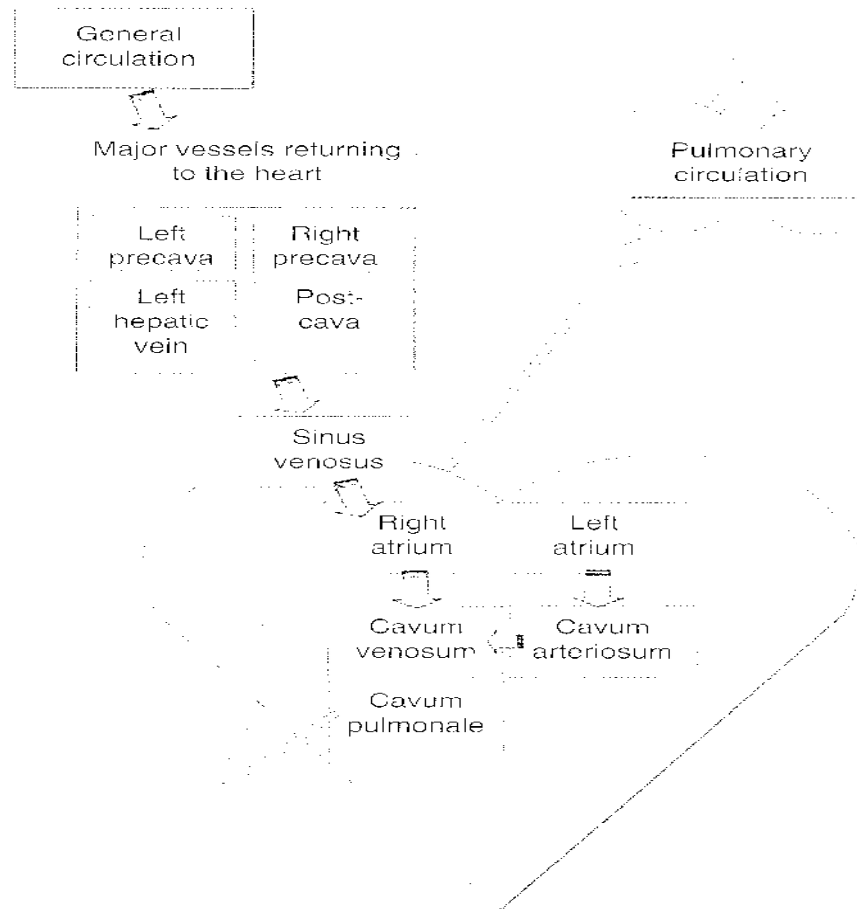 General
circulation
Major vessels returning
to the heart
Pulmonary
circulation
Left
precava
Right
precava
Left
hepatic
vein
Post-
cava
Sinus
venosus
Right
atrium
Left
atrium
Cavum
venosum
Cavum
arteriosum
Cavum
pulmonale